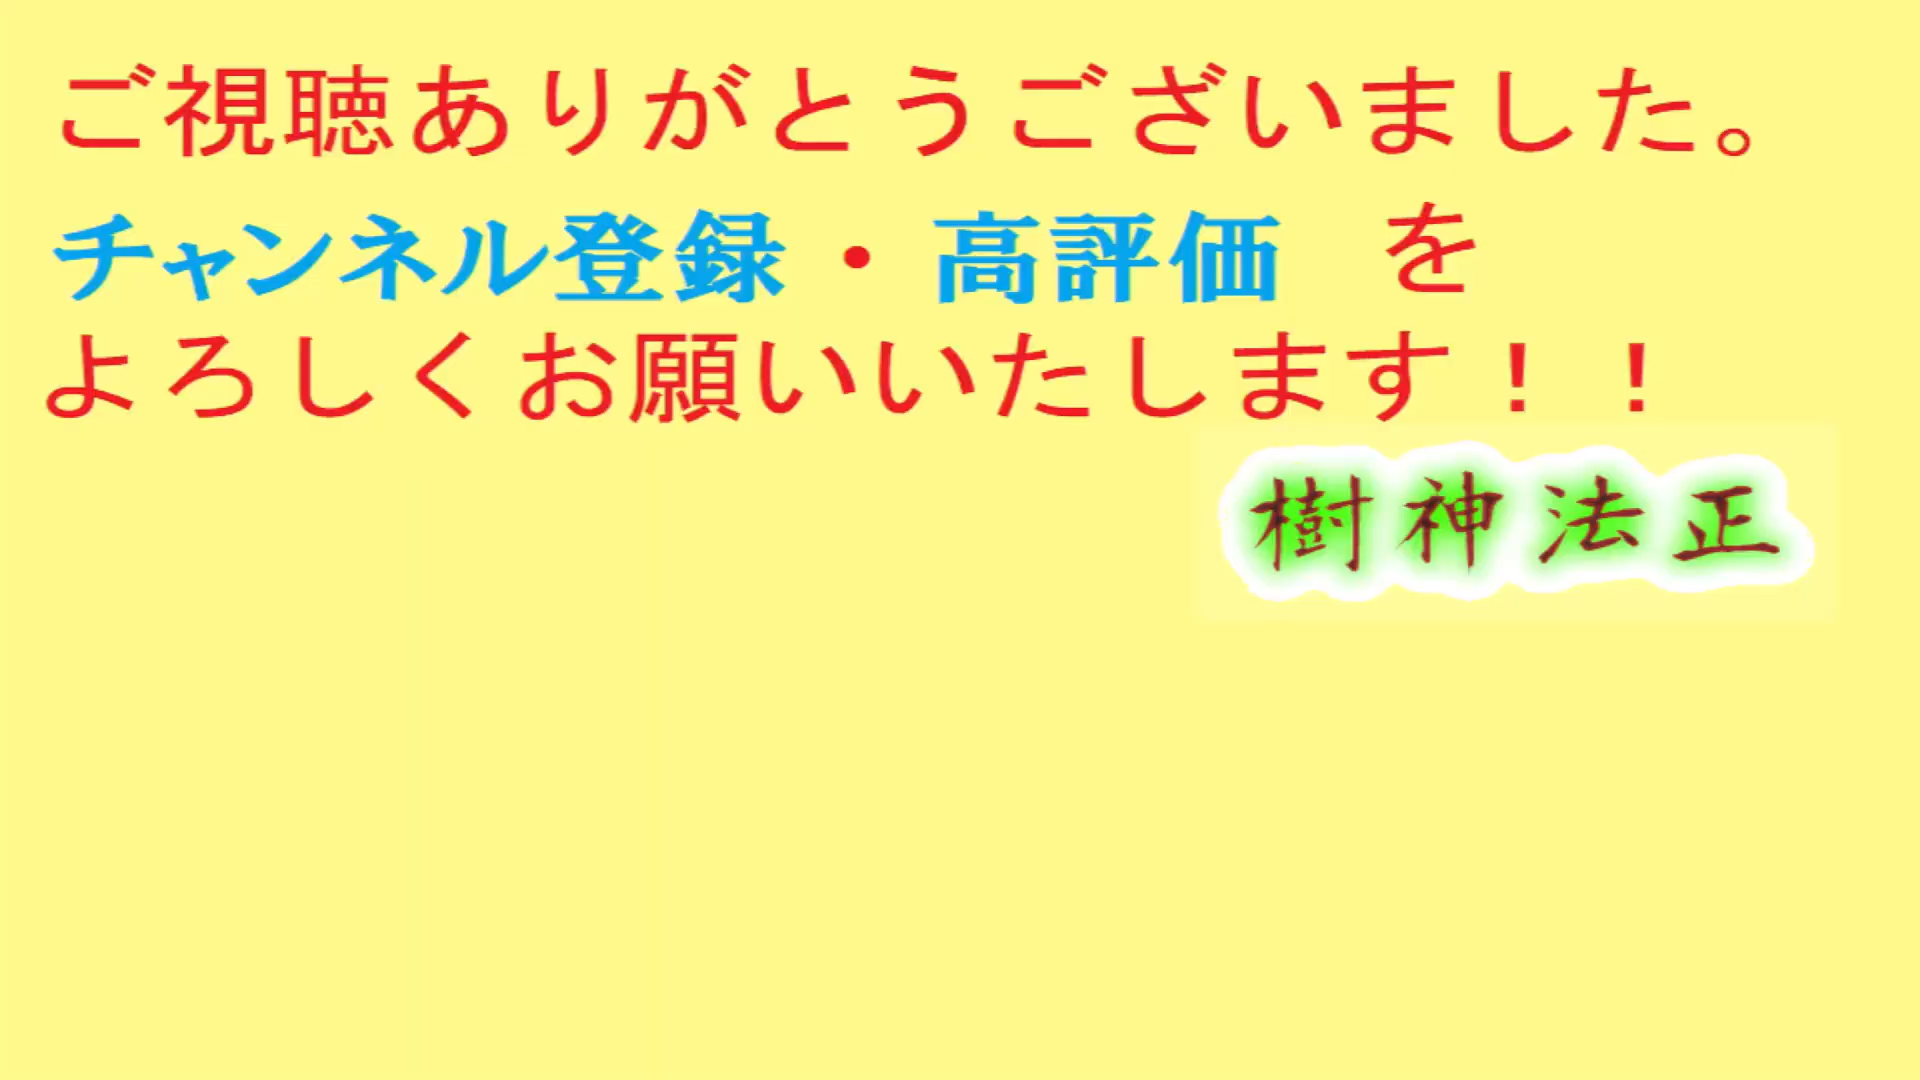 ご視聴ありがとうございました。
チャンネル登録・高評価　を
よろしくお願いいたします！！
樹神法正